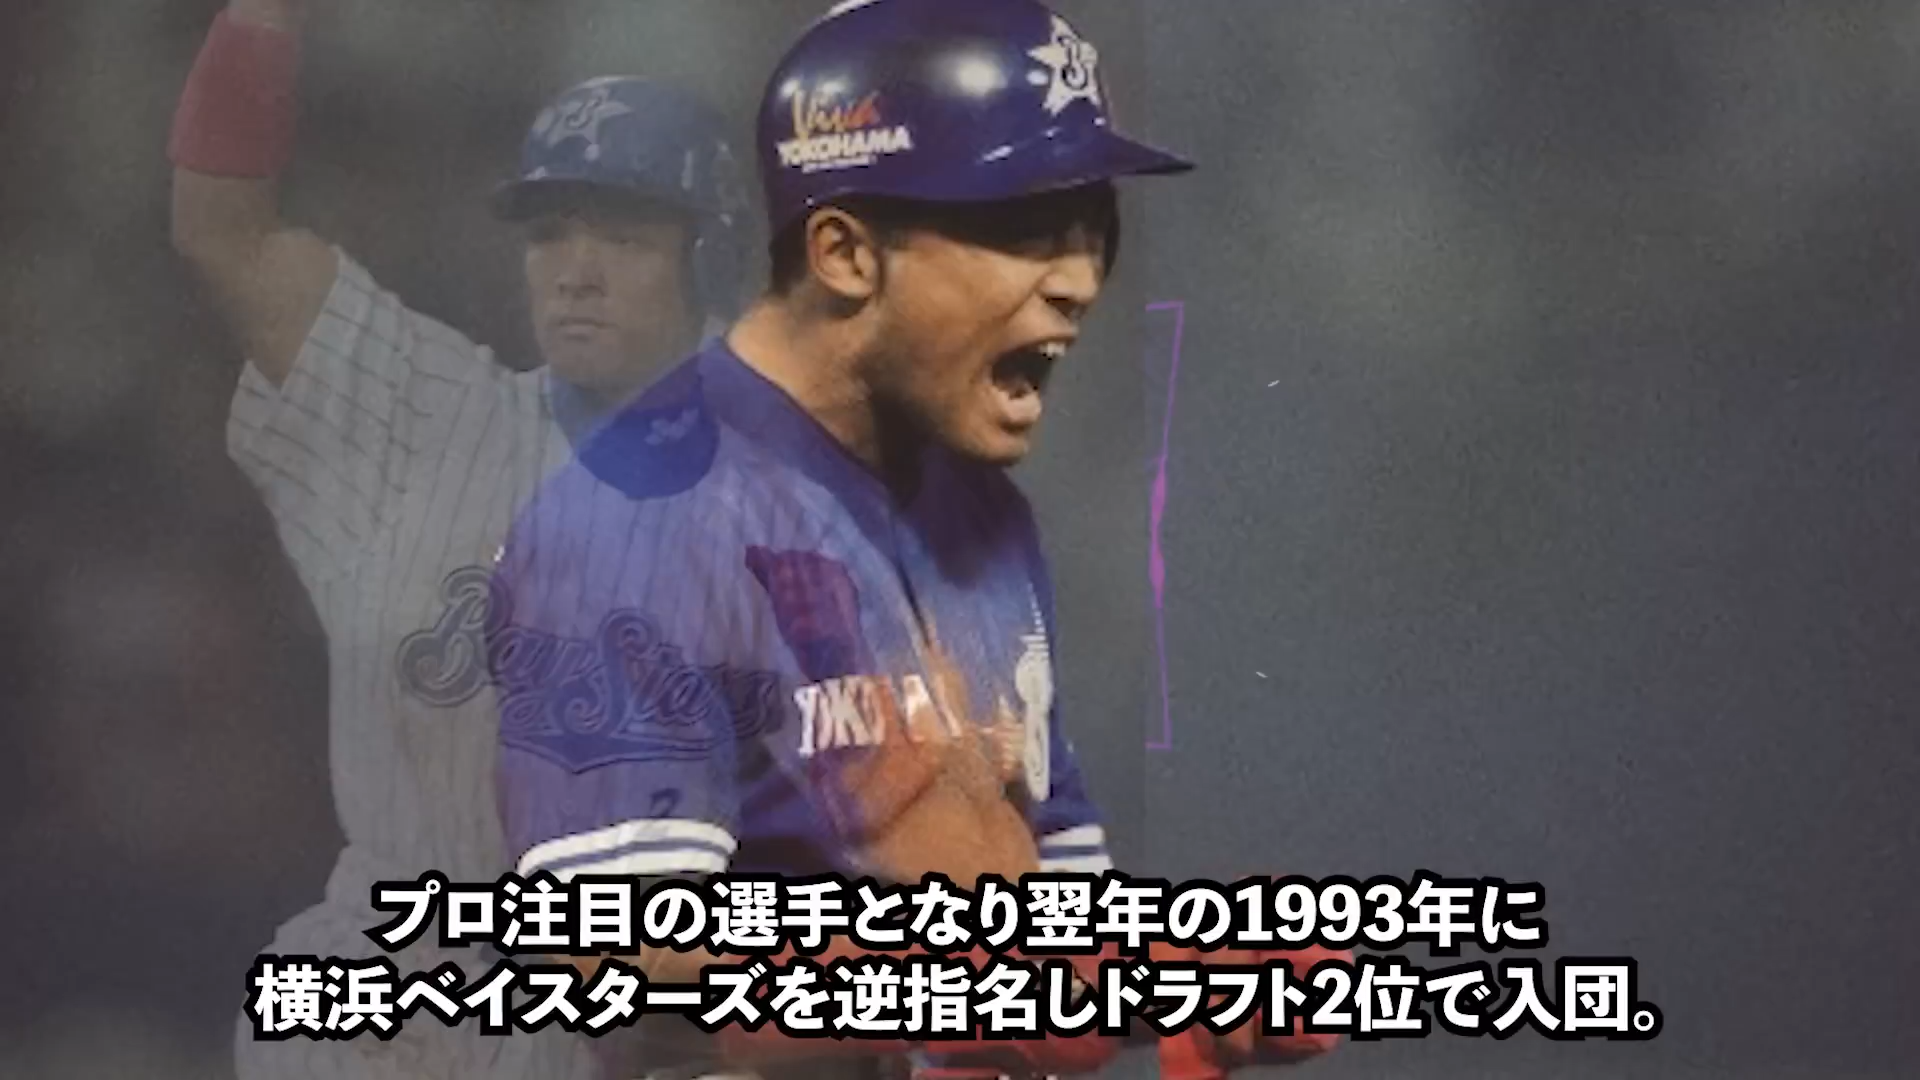 YOKOHAMA
BayStars
プロ注目の選手となり翌年の1993年に
横浜ベイスターズを逆指名しドラフト2位で入団。